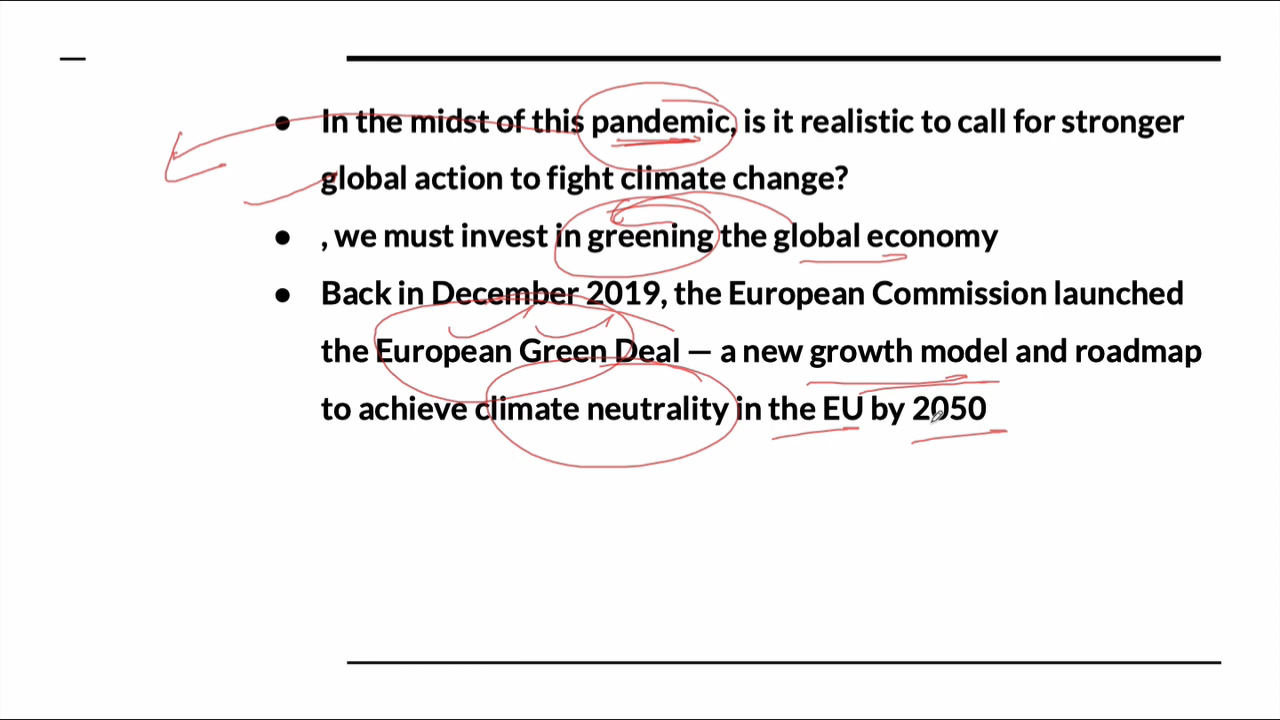 ● In the midst of this pandemic, is it realistic to call for stronger
global action to fight climate change?
● , we must invest in greening the global economy
● Back in December 2019, the European Commission launched
the European Green Deal — a new growth model and roadmap
to achieve climate neutrality in the EU by 2050